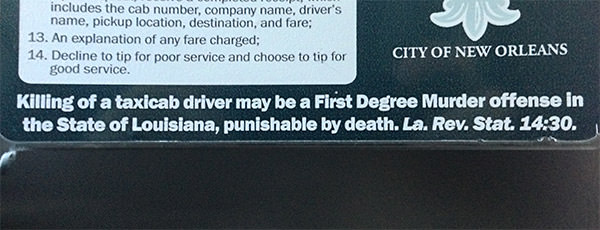 includes the cab number, company name, driver's
name, pickup location, destination, and fare;
13. An explanation of any fare charged;
14. Decline to tip for poor service and choose to tip for
good service.
CITY OF NEW ORLEANS
Killing of a taxicab driver may be a First Degree Murder offense in
the State of Louisiana, punishable by death. La. Rev. Stat. 14:30.